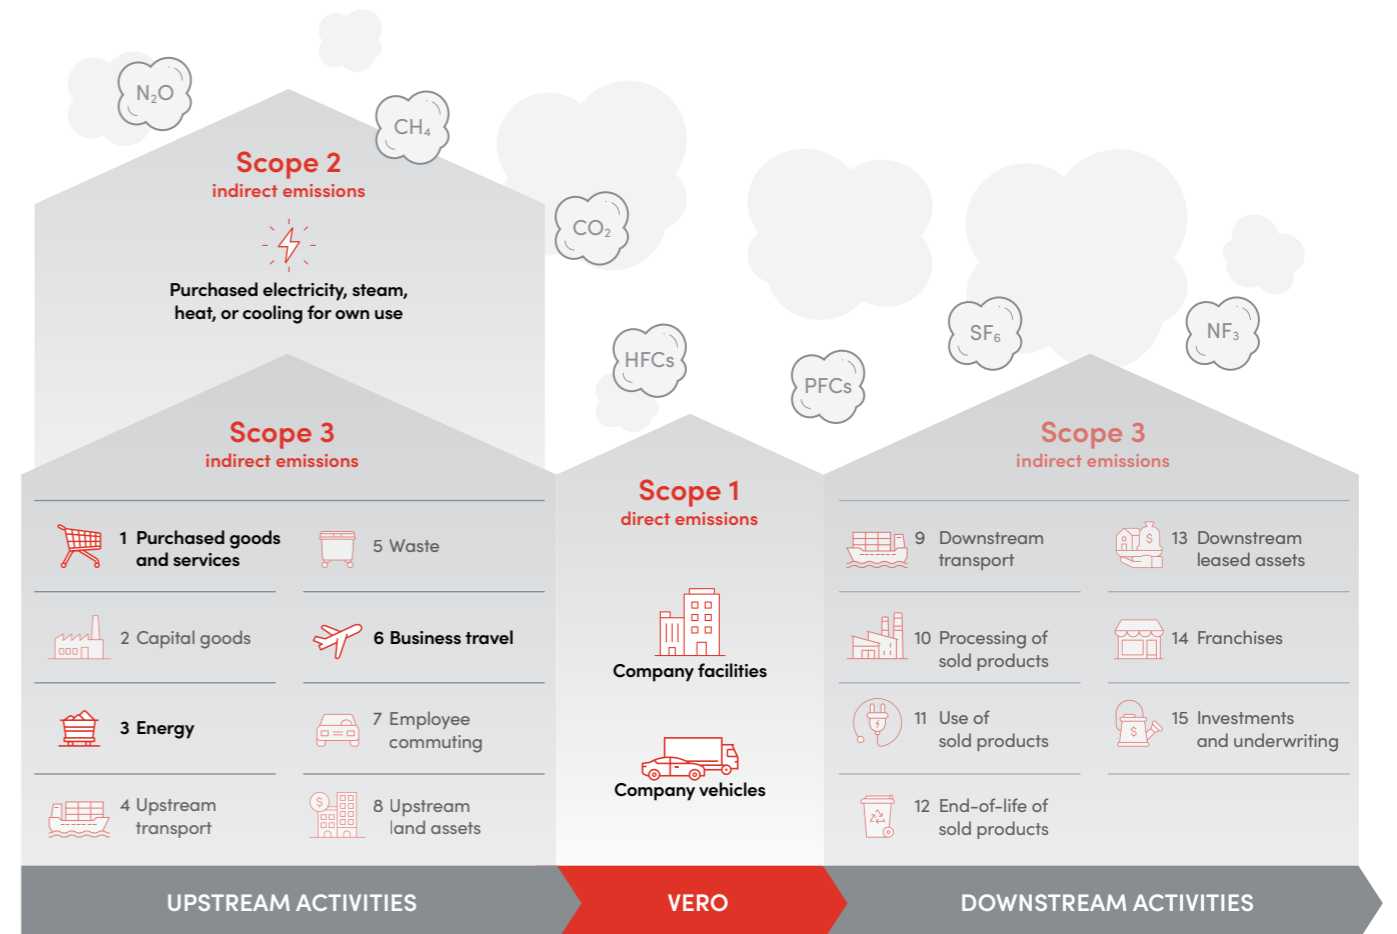 N₂O
CH₄
CO₂
HFCs
PFCs
SF₆
NF₃
Scope 2
indirect emissions
Purchased electricity, steam,
heat, or cooling for own use
Scope 3
indirect emissions
1 Purchased goods
and services
2 Capital goods
3 Energy
4 Upstream
transport
5 Waste
6 Business travel
7 Employee
commuting
8 Upstream
land assets
Scope 1
direct emissions
Company facilities
Company vehicles
Scope 3
indirect emissions
9 Downstream
transport
10 Processing of
sold products
11 Use of
sold products
12 End-of-life of
sold products
13 Downstream
leased assets
14 Franchises
15 Investments
and underwriting
$
$
$
UPSTREAM ACTIVITIES
VERO
DOWNSTREAM ACTIVITIES